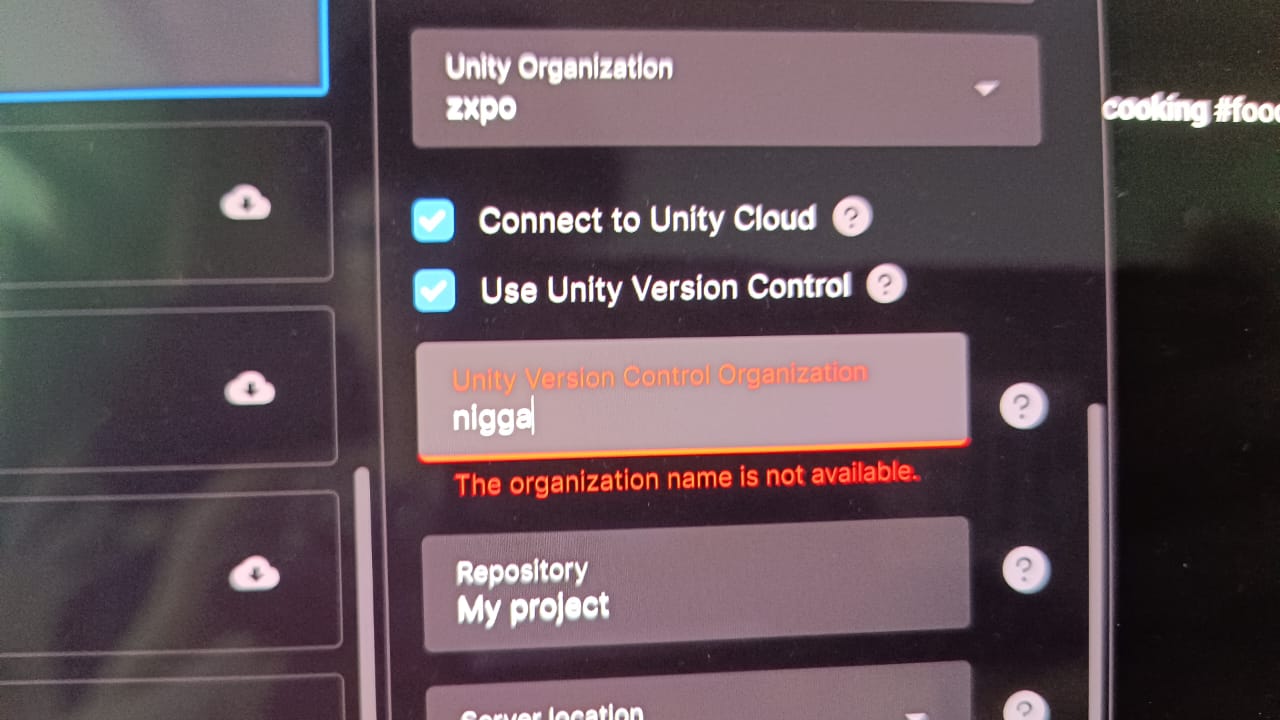 Unity Organization
zxpo
cooking #foo
Connect to Unity Cloud
Use Unity Version Control
Unity Version Control Organization
nigga
The organization name is not available.
Repository
My project
Server location